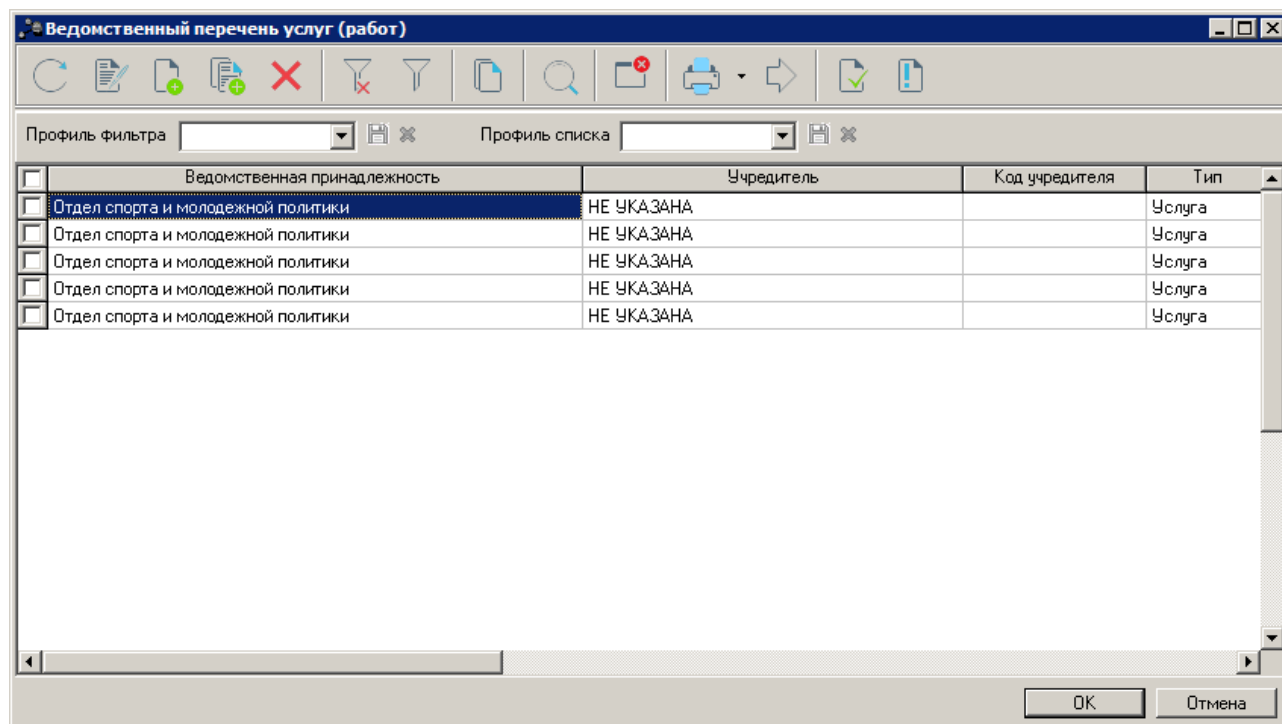 Ведомственный перечень услуг (работ)
Профиль фильтра Профиль списка
Ведомственная принадлежность Учредитель Код учредителя Тип
Отдел спорта и молодежной политики НЕ УКАЗАНА Услуга
Отдел спорта и молодежной политики НЕ УКАЗАНА Услуга
Отдел спорта и молодежной политики НЕ УКАЗАНА Услуга
Отдел спорта и молодежной политики НЕ УКАЗАНА Услуга
Отдел спорта и молодежной политики НЕ УКАЗАНА Услуга
OK Отмена